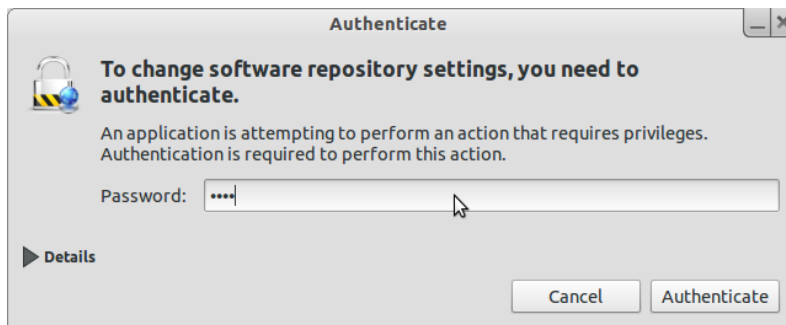 Authenticate
To change software repository settings, you need to
authenticate.
An application is attempting to perform an action that requires privileges.
Authentication is required to perform this action.
Password: ••••
Details
Cancel Authenticate